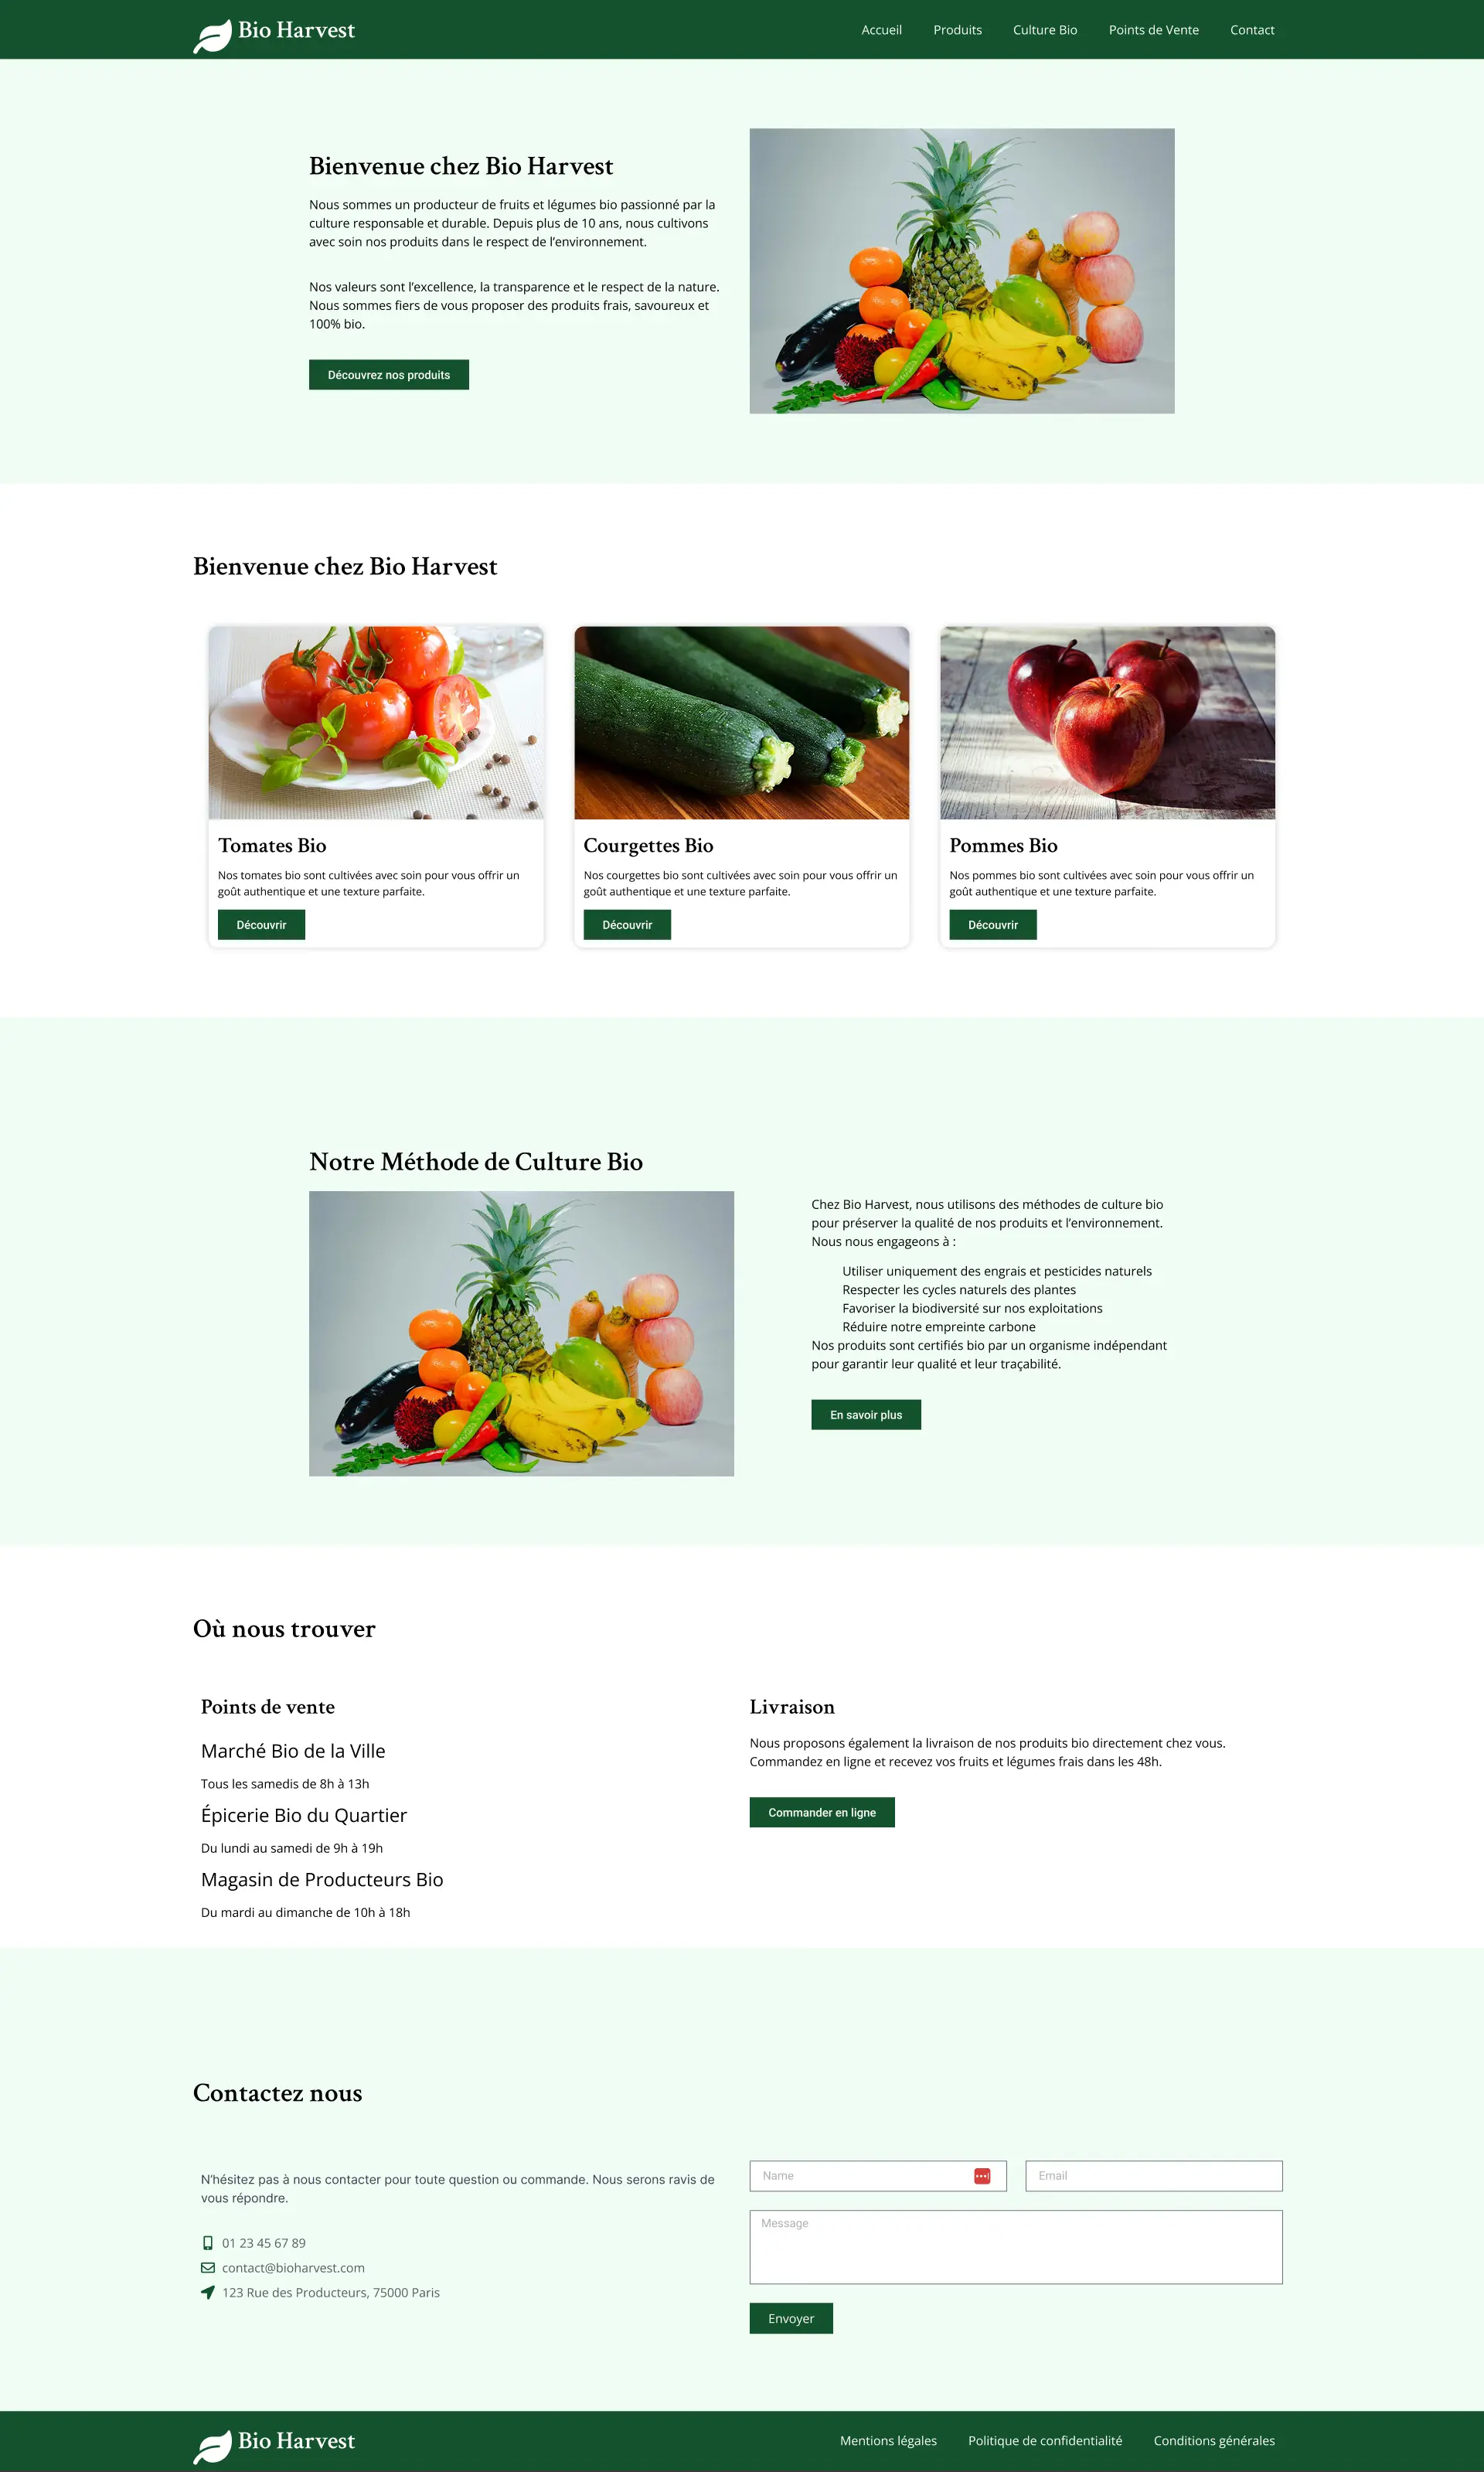 Bio Harvest
Accueil
Produits
Culture Bio
Points de Vente
Contact
Bienvenue chez Bio Harvest
Nous sommes un producteur de fruits et légumes bio passionné par la
culture responsable et durable. Depuis plus de 10 ans, nous cultivons
avec soin nos produits dans le respect de l’environnement.
Nos valeurs sont l’excellence, la transparence et le respect de la nature.
Nous sommes fiers de vous proposer des produits frais, savoureux et
100% bio.
Découvrez nos produits
Bienvenue chez Bio Harvest
Tomates Bio
Nos tomates bio sont cultivées avec soin pour vous offrir un
goût authentique et une texture parfaite.
Découvrir
Courgettes Bio
Nos courgettes bio sont cultivées avec soin pour vous offrir un
goût authentique et une texture parfaite.
Découvrir
Pommes Bio
Nos pommes bio sont cultivées avec soin pour vous offrir un
goût authentique et une texture parfaite.
Découvrir
Notre Méthode de Culture Bio
Chez Bio Harvest, nous utilisons des méthodes de culture bio
pour préserver la qualité de nos produits et l’environnement.
Nous nous engageons à :
Utiliser uniquement des engrais et pesticides naturels
Respecter les cycles naturels des plantes
Favoriser la biodiversité sur nos exploitations
Réduire notre empreinte carbone
Nos produits sont certifiés bio par un organisme indépendant
pour garantir leur qualité et leur traçabilité.
En savoir plus
Où nous trouver
Points de vente
Marché Bio de la Ville
Tous les samedis de 8h à 13h
Épicerie Bio du Quartier
Du lundi au samedi de 9h à 19h
Magasin de Producteurs Bio
Du mardi au dimanche de 10h à 18h
Livraison
Nous proposons également la livraison de nos produits bio directement chez vous.
Commandez en ligne et recevez vos fruits et légumes frais dans les 48h.
Commander en ligne
Contactez nous
N’hésitez pas à nous contacter pour toute question ou commande. Nous serons ravis de
vous répondre.
01 23 45 67 89
contact@bioharvest.com
123 Rue des Producteurs, 75000 Paris
Name
Email
Message
Envoyer
Bio Harvest
Mentions légales
Politique de confidentialité
Conditions générales